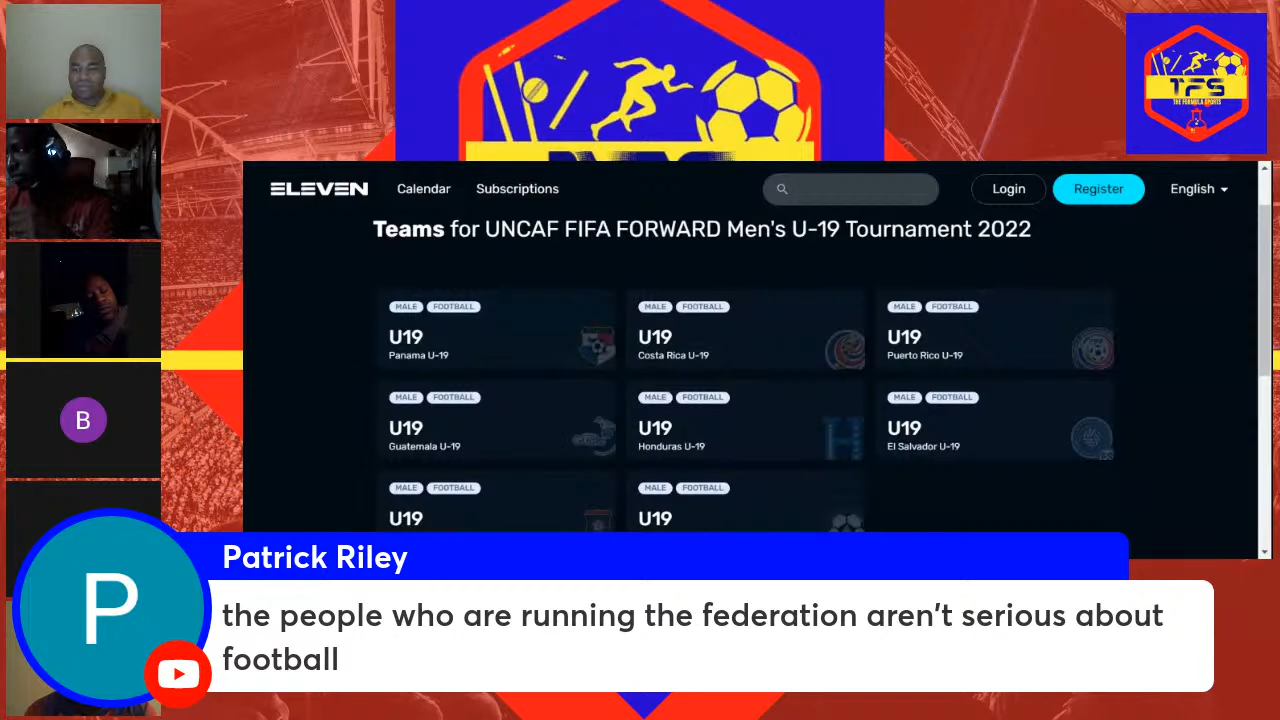 TFS
THE FORMULA SPORTS
ELEVEN
Calendar
Subscriptions
Login
Register
English
Teams for UNCAF FIFA FORWARD Men's U-19 Tournament 2022
MALE FOOTBALL
U19
Panama U-19
MALE FOOTBALL
U19
Costa Rica U-19
MALE FOOTBALL
U19
Puerto Rico U-19
MALE FOOTBALL
U19
Guatemala U-19
MALE FOOTBALL
U19
Honduras U-19
MALE FOOTBALL
U19
El Salvador U-19
MALE FOOTBALL
U19
MALE FOOTBALL
U19
B
P
Patrick Riley
the people who are running the federation aren't serious about
football